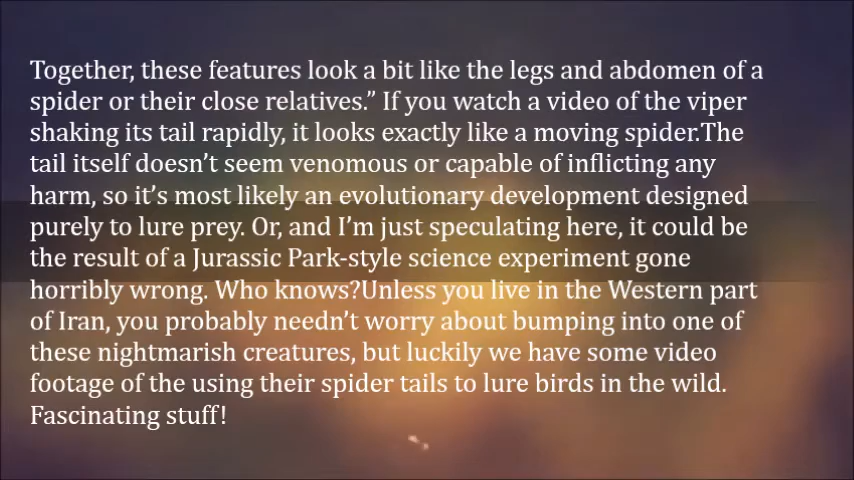 Together, these features look a bit like the legs and abdomen of a
spider or their close relatives.” If you watch a video of the viper
shaking its tail rapidly, it looks exactly like a moving spider.The
tail itself doesn’t seem venomous or capable of inflicting any
harm, so it’s most likely an evolutionary development designed
purely to lure prey. Or, and I’m just speculating here, it could be
the result of a Jurassic Park-style science experiment gone
horribly wrong. Who knows?Unless you live in the Western part
of Iran, you probably needn’t worry about bumping into one of
these nightmarish creatures, but luckily we have some video
footage of the using their spider tails to lure birds in the wild.
Fascinating stuff!